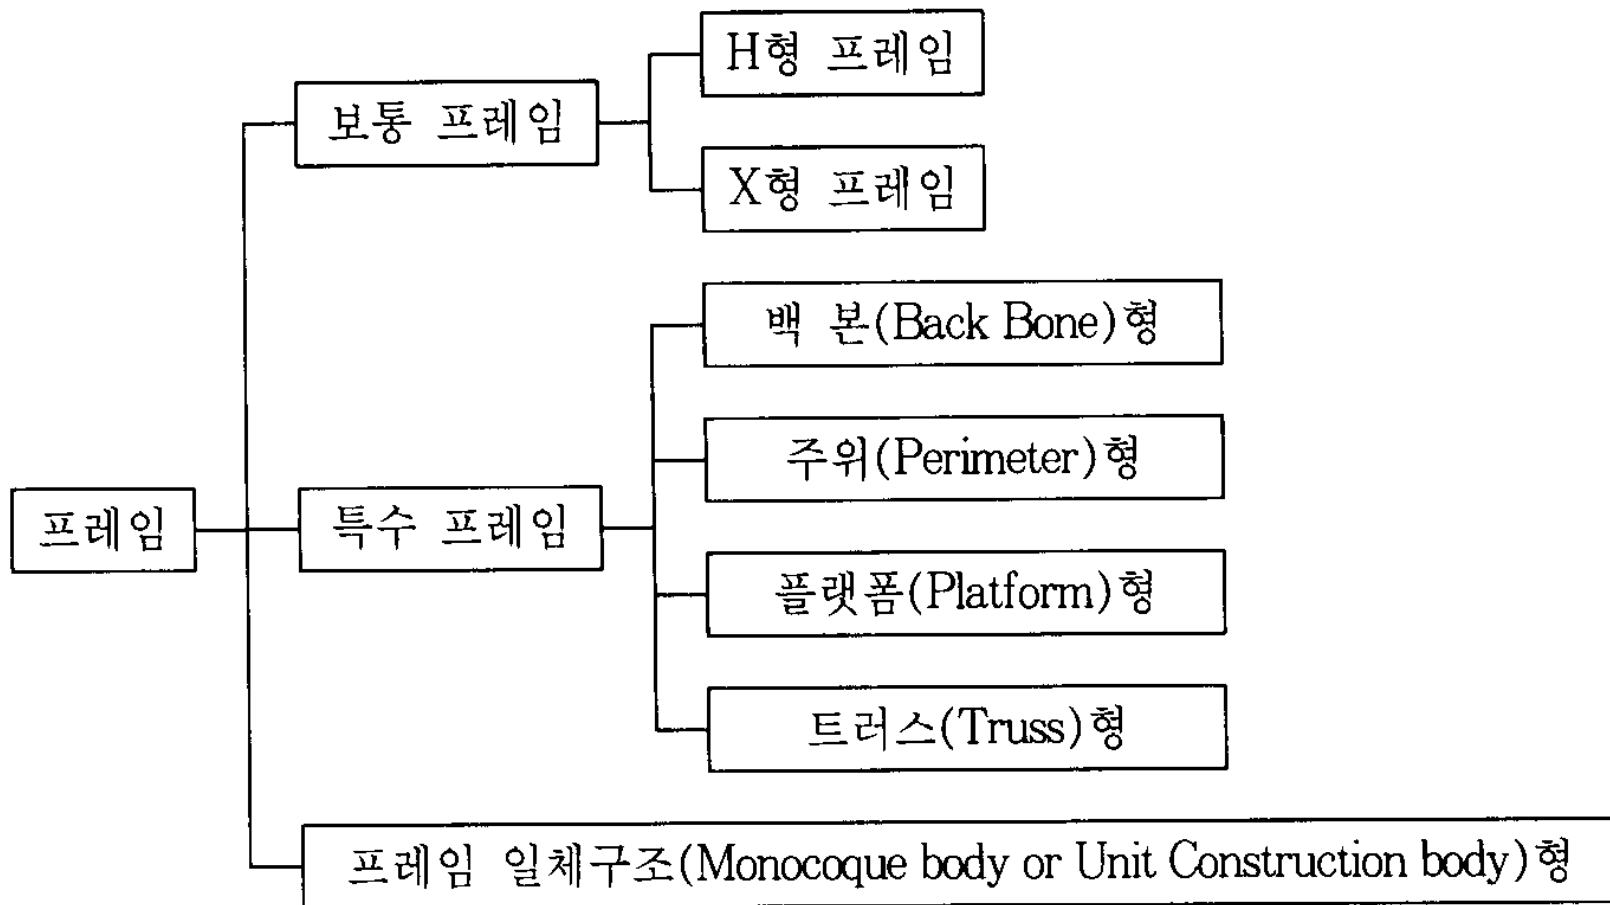 H형 프레임
보통 프레임
X형 프레임
백 본(Back Bone)형
주위(Perimeter)형
프레임
특수 프레임
플랫폼(Platform)형
트러스(Truss)형
프레임 일체구조(Monocoque body or Unit Construction body)형